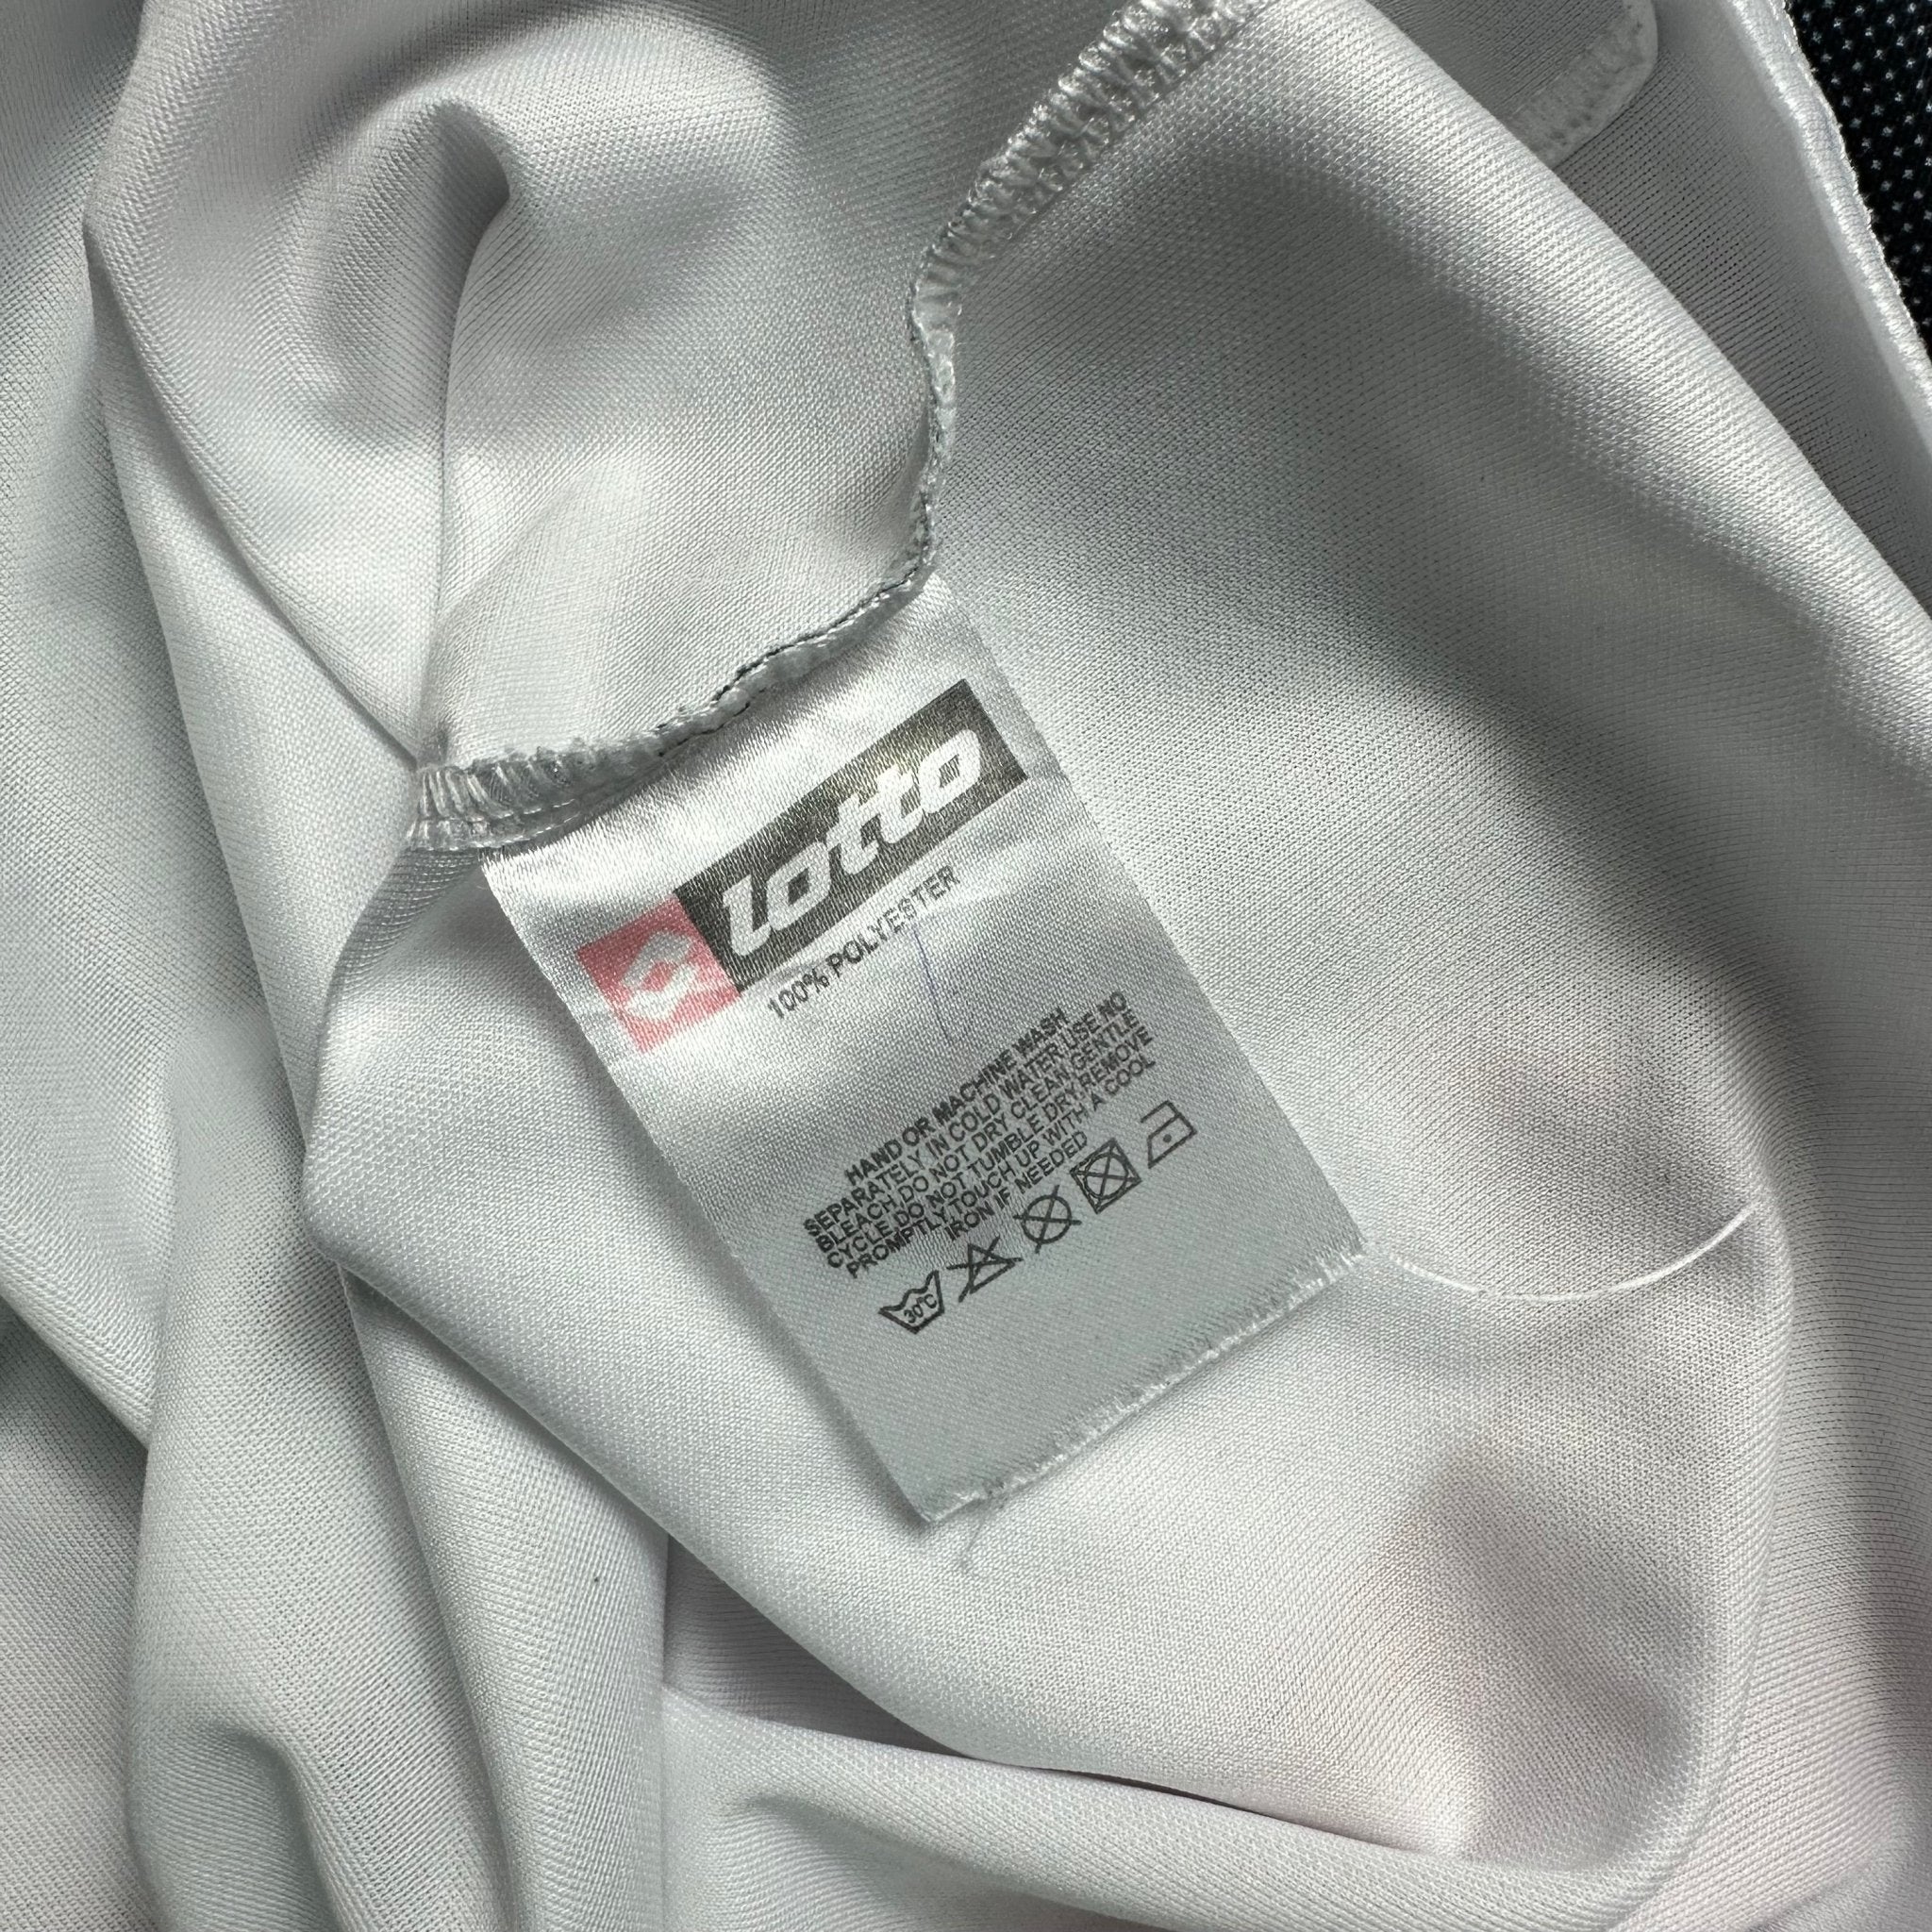 lotto
100% POLYESTER
HAND OR MACHINE WASH
SEPARATELY IN COLD WATER.USE NO
BLEACH.DO NOT DRY CLEAN.GENTLE
CYCLE.DO NOT TUMBLE DRY.REMOVE
PROMPTLY.TOUCH UP WITH A COOL
IRON IF NEEDED
30°C